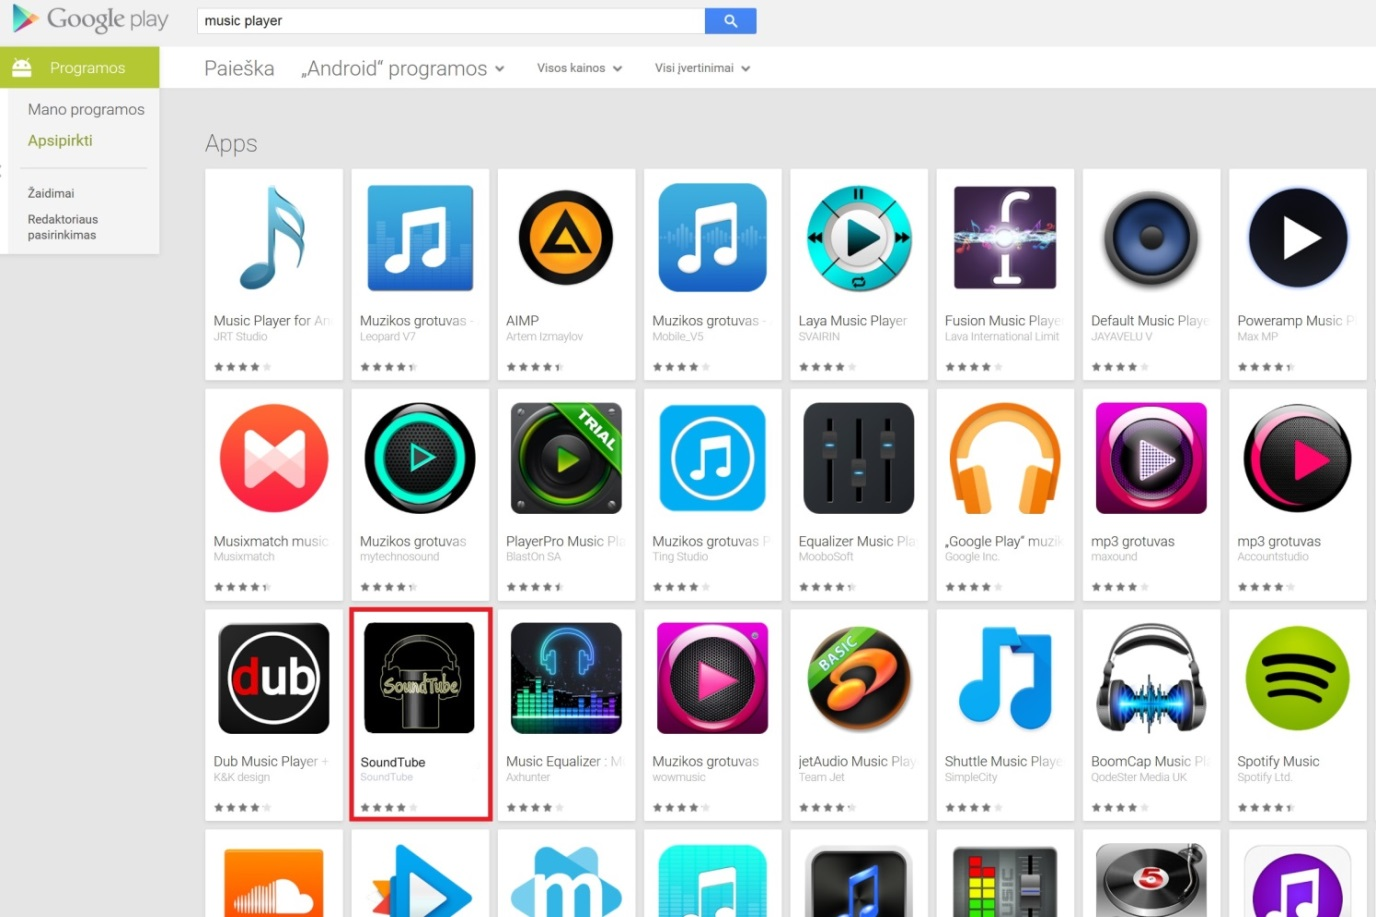 Google play
music player
Programos
Paieška
„Android“ programos
Visos kainos
Visi įvertinimai
Mano programos
Apsipirkti
Žaidimai
Redaktoriaus
pasirinkimas
Apps
Music Player for An
JRT Studio
Muzikos grotuvas -
Leopard V7
AIMP
Artem Izmaylov
Muzikos grotuvas -
Mobile_V5
Laya Music Player
SVAIRIN
Fusion Music Playe
Lava International Limit
Default Music Playe
JAYAVELU V
Poweramp Music P
Max MP
TRIAL
Musixmatch music
Musixmatch
Muzikos grotuvas
mytechnosound
PlayerPro Music Pla
BlastOn SA
Muzikos grotuvas P
Ting Studio
Equalizer Music Pla
MooboSoft
„Google Play“ muzik
Google Inc.
mp3 grotuvas
maxound
mp3 grotuvas
Accountstudio
dub
SoundTube
BASIC
Dub Music Player +
K&K design
SoundTube
SoundTube
Music Equalizer : M
Axhunter
Muzikos grotuvas
wowmusic
jetAudio Music Play
Team Jet
Shuttle Music Playe
SimpleCity
BoomCap Music Pl
QodeSter Media UK
Spotify Music
Spotify Ltd.
m
MUSIC
5